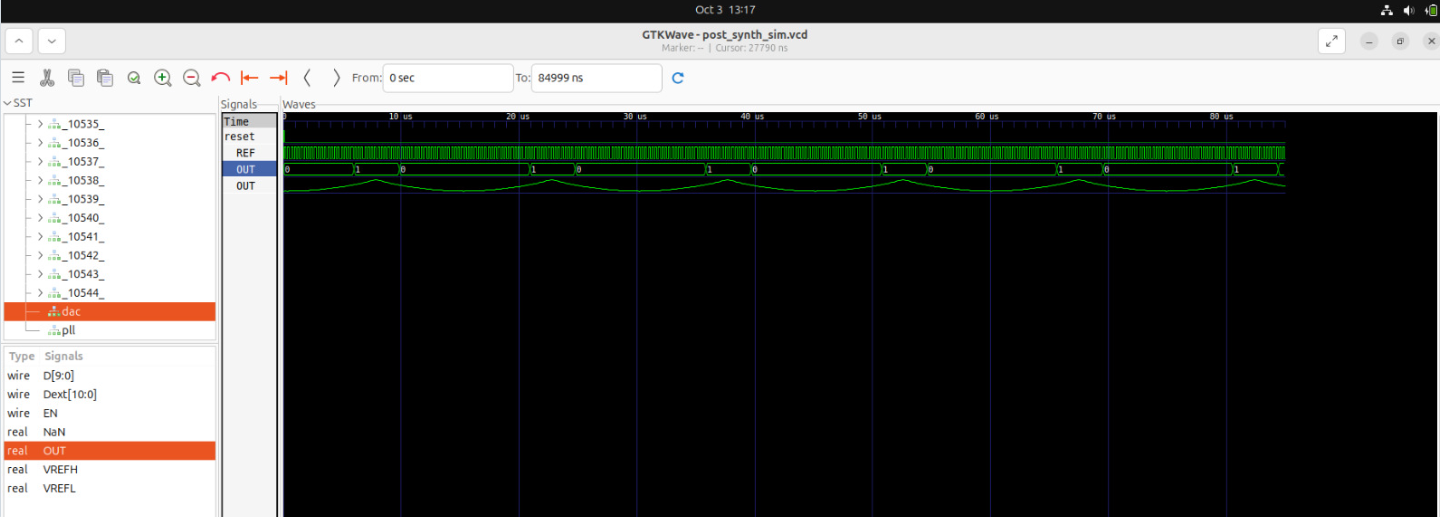 Oct 3 13:17
GTKWave - post_synth_sim.vcd
Marker: -- | Cursor: 27790 ns
From: 0 sec To: 84999 ns
SST
_10535_
_10536_
_10537_
_10538_
_10539_
_10540_
_10541_
_10542_
_10543_
_10544_
dac
pll
Type Signals
wire D[9:0]
wire Dext[10:0]
wire EN
real NaN
real OUT
real VREFH
real VREFL
Signals
Time
reset
REF
OUT
OUT
Waves
0 10 us 20 us 30 us 40 us 50 us 60 us 70 us 80 us
0 1 0 1 0 1 0 1 0 1 0 1